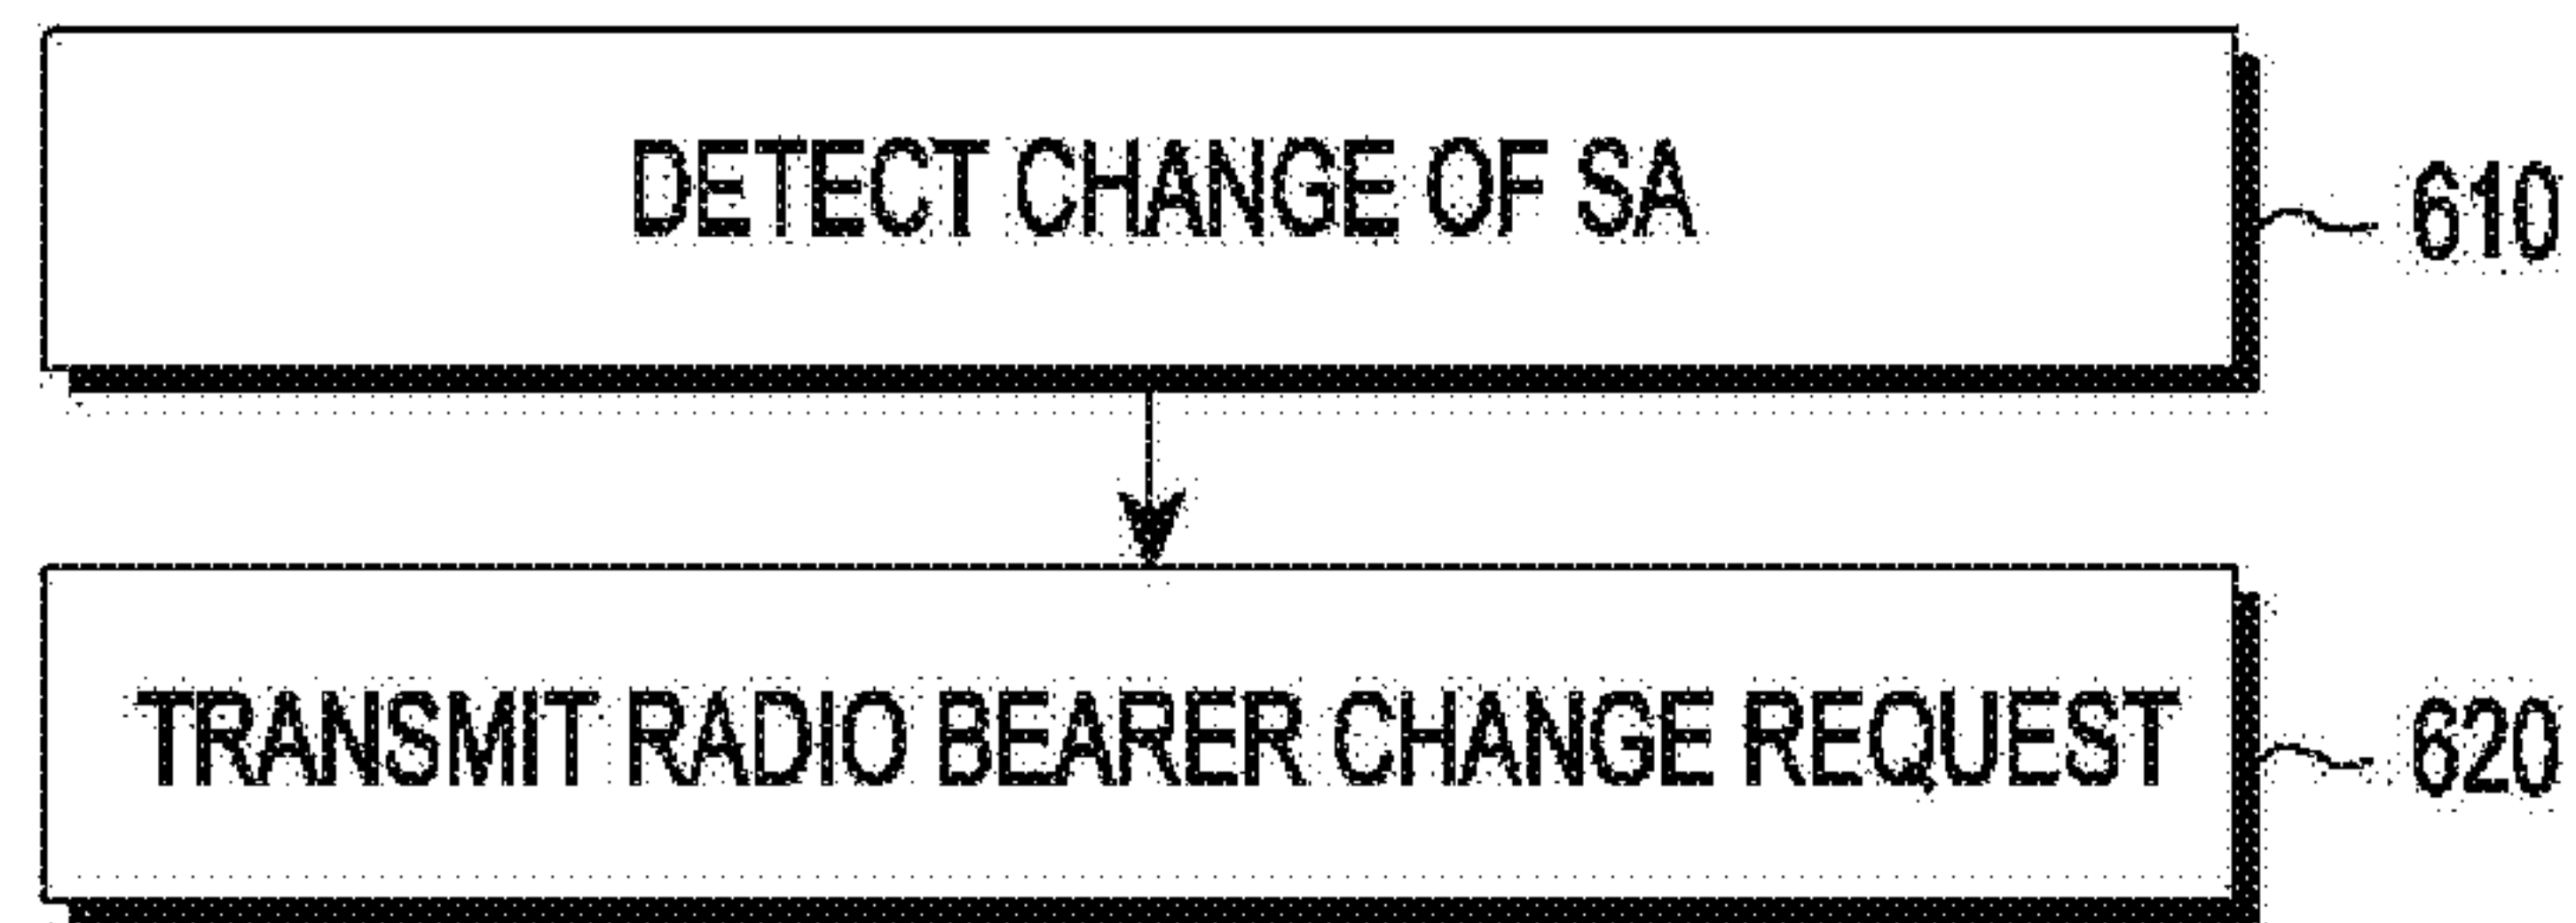 DETECT CHANGE OF SA
610
TRANSMIT RADIO BEARER CHANGE REQUEST
620